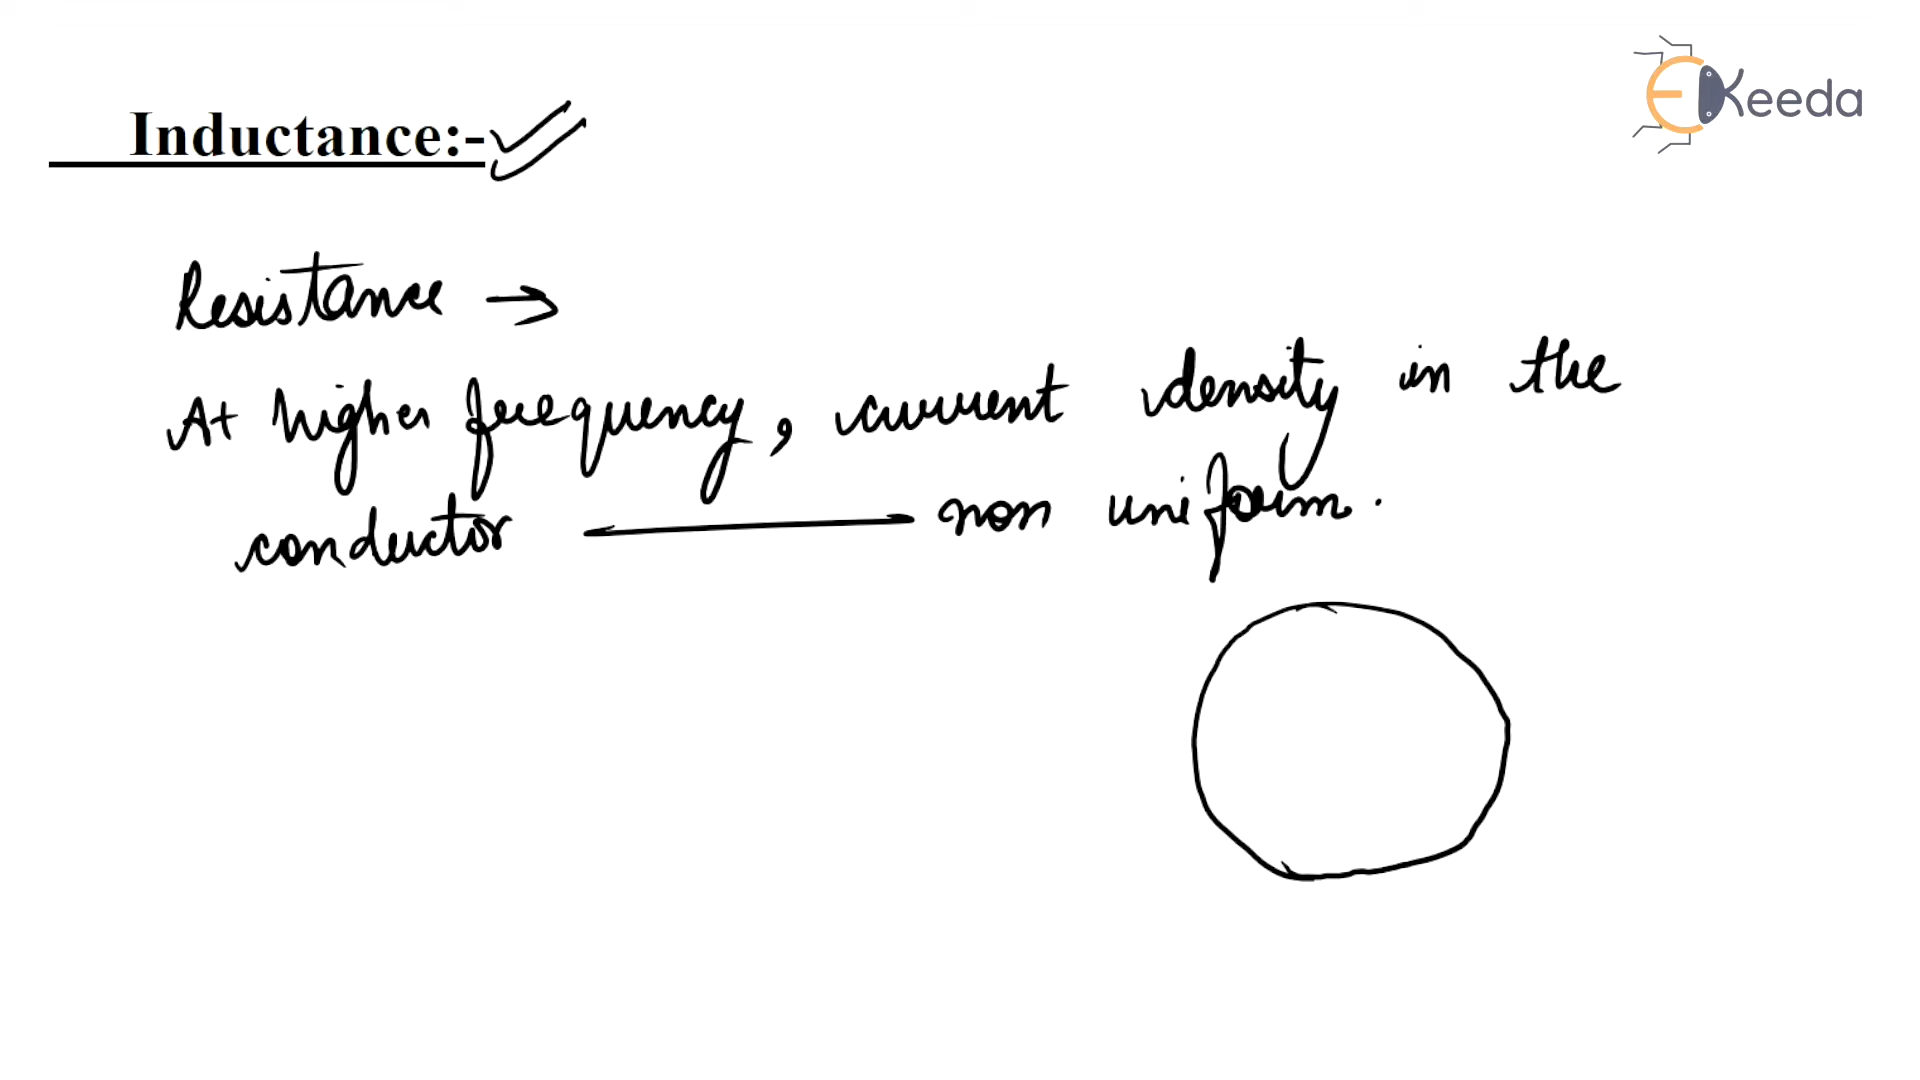 Inductance:-
EKeeda
Resistance →
At higher frequency, current density in the
conductor — non uniform.